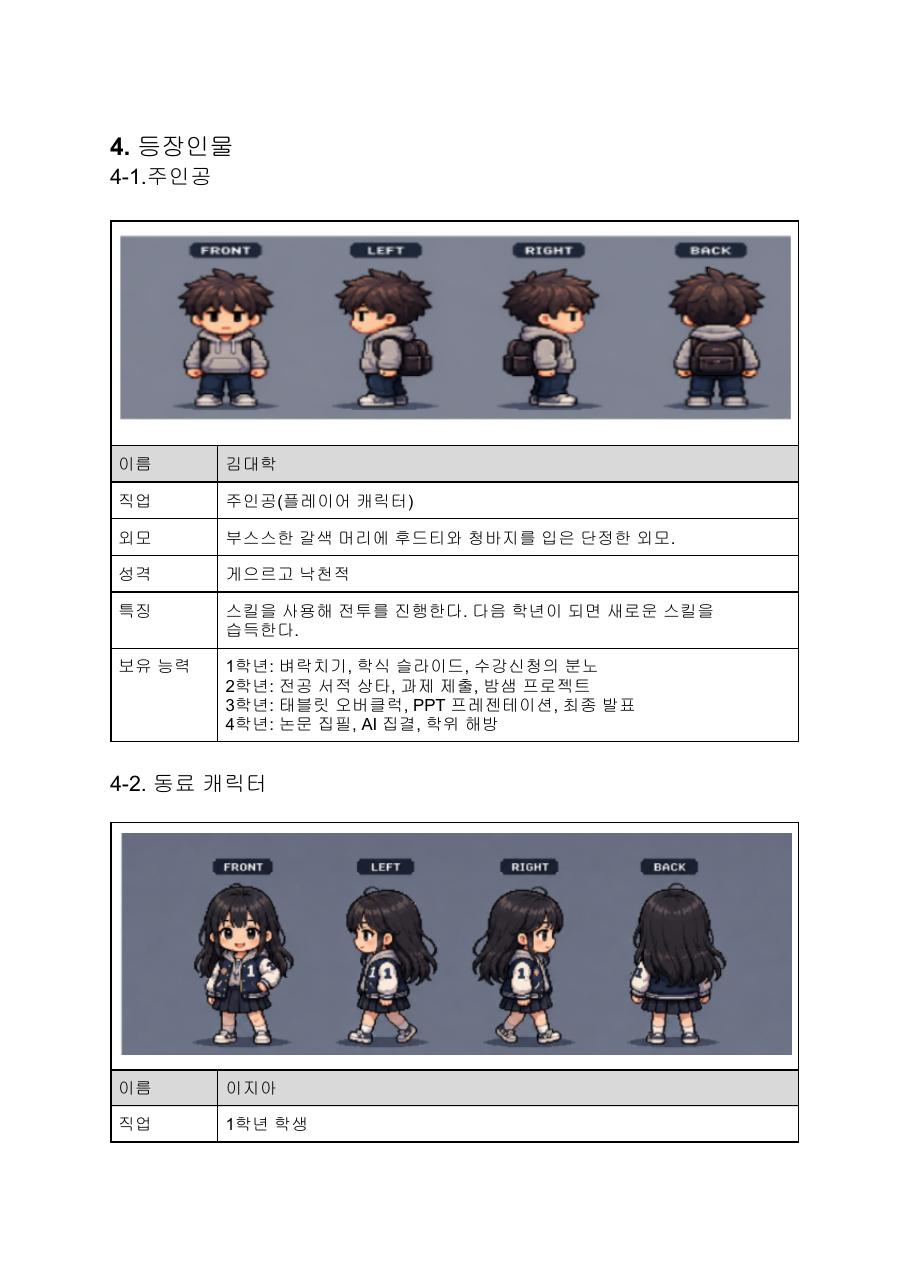 4. 등장인물
4-1.주인공
FRONT LEFT RIGHT BACK
이름 김대학
직업 주인공(플레이어 캐릭터)
외모 부스스한 갈색 머리에 후드티와 청바지를 입은 단정한 외모.
성격 게으르고 낙천적
특징 스킬을 사용해 전투를 진행한다. 다음 학년이 되면 새로운 스킬을
습득한다.
보유 능력 1학년: 벼락치기, 학식 슬라이드, 수강신청의 분노
2학년: 전공 서적 상타, 과제 제출, 밤샘 프로젝트
3학년: 태블릿 오버클럭, PPT 프레젠테이션, 최종 발표
4학년: 논문 집필, AI 집결, 학위 해방
4-2. 동료 캐릭터
FRONT LEFT RIGHT BACK
1 1 1 1
이름 이지아
직업 1학년 학생